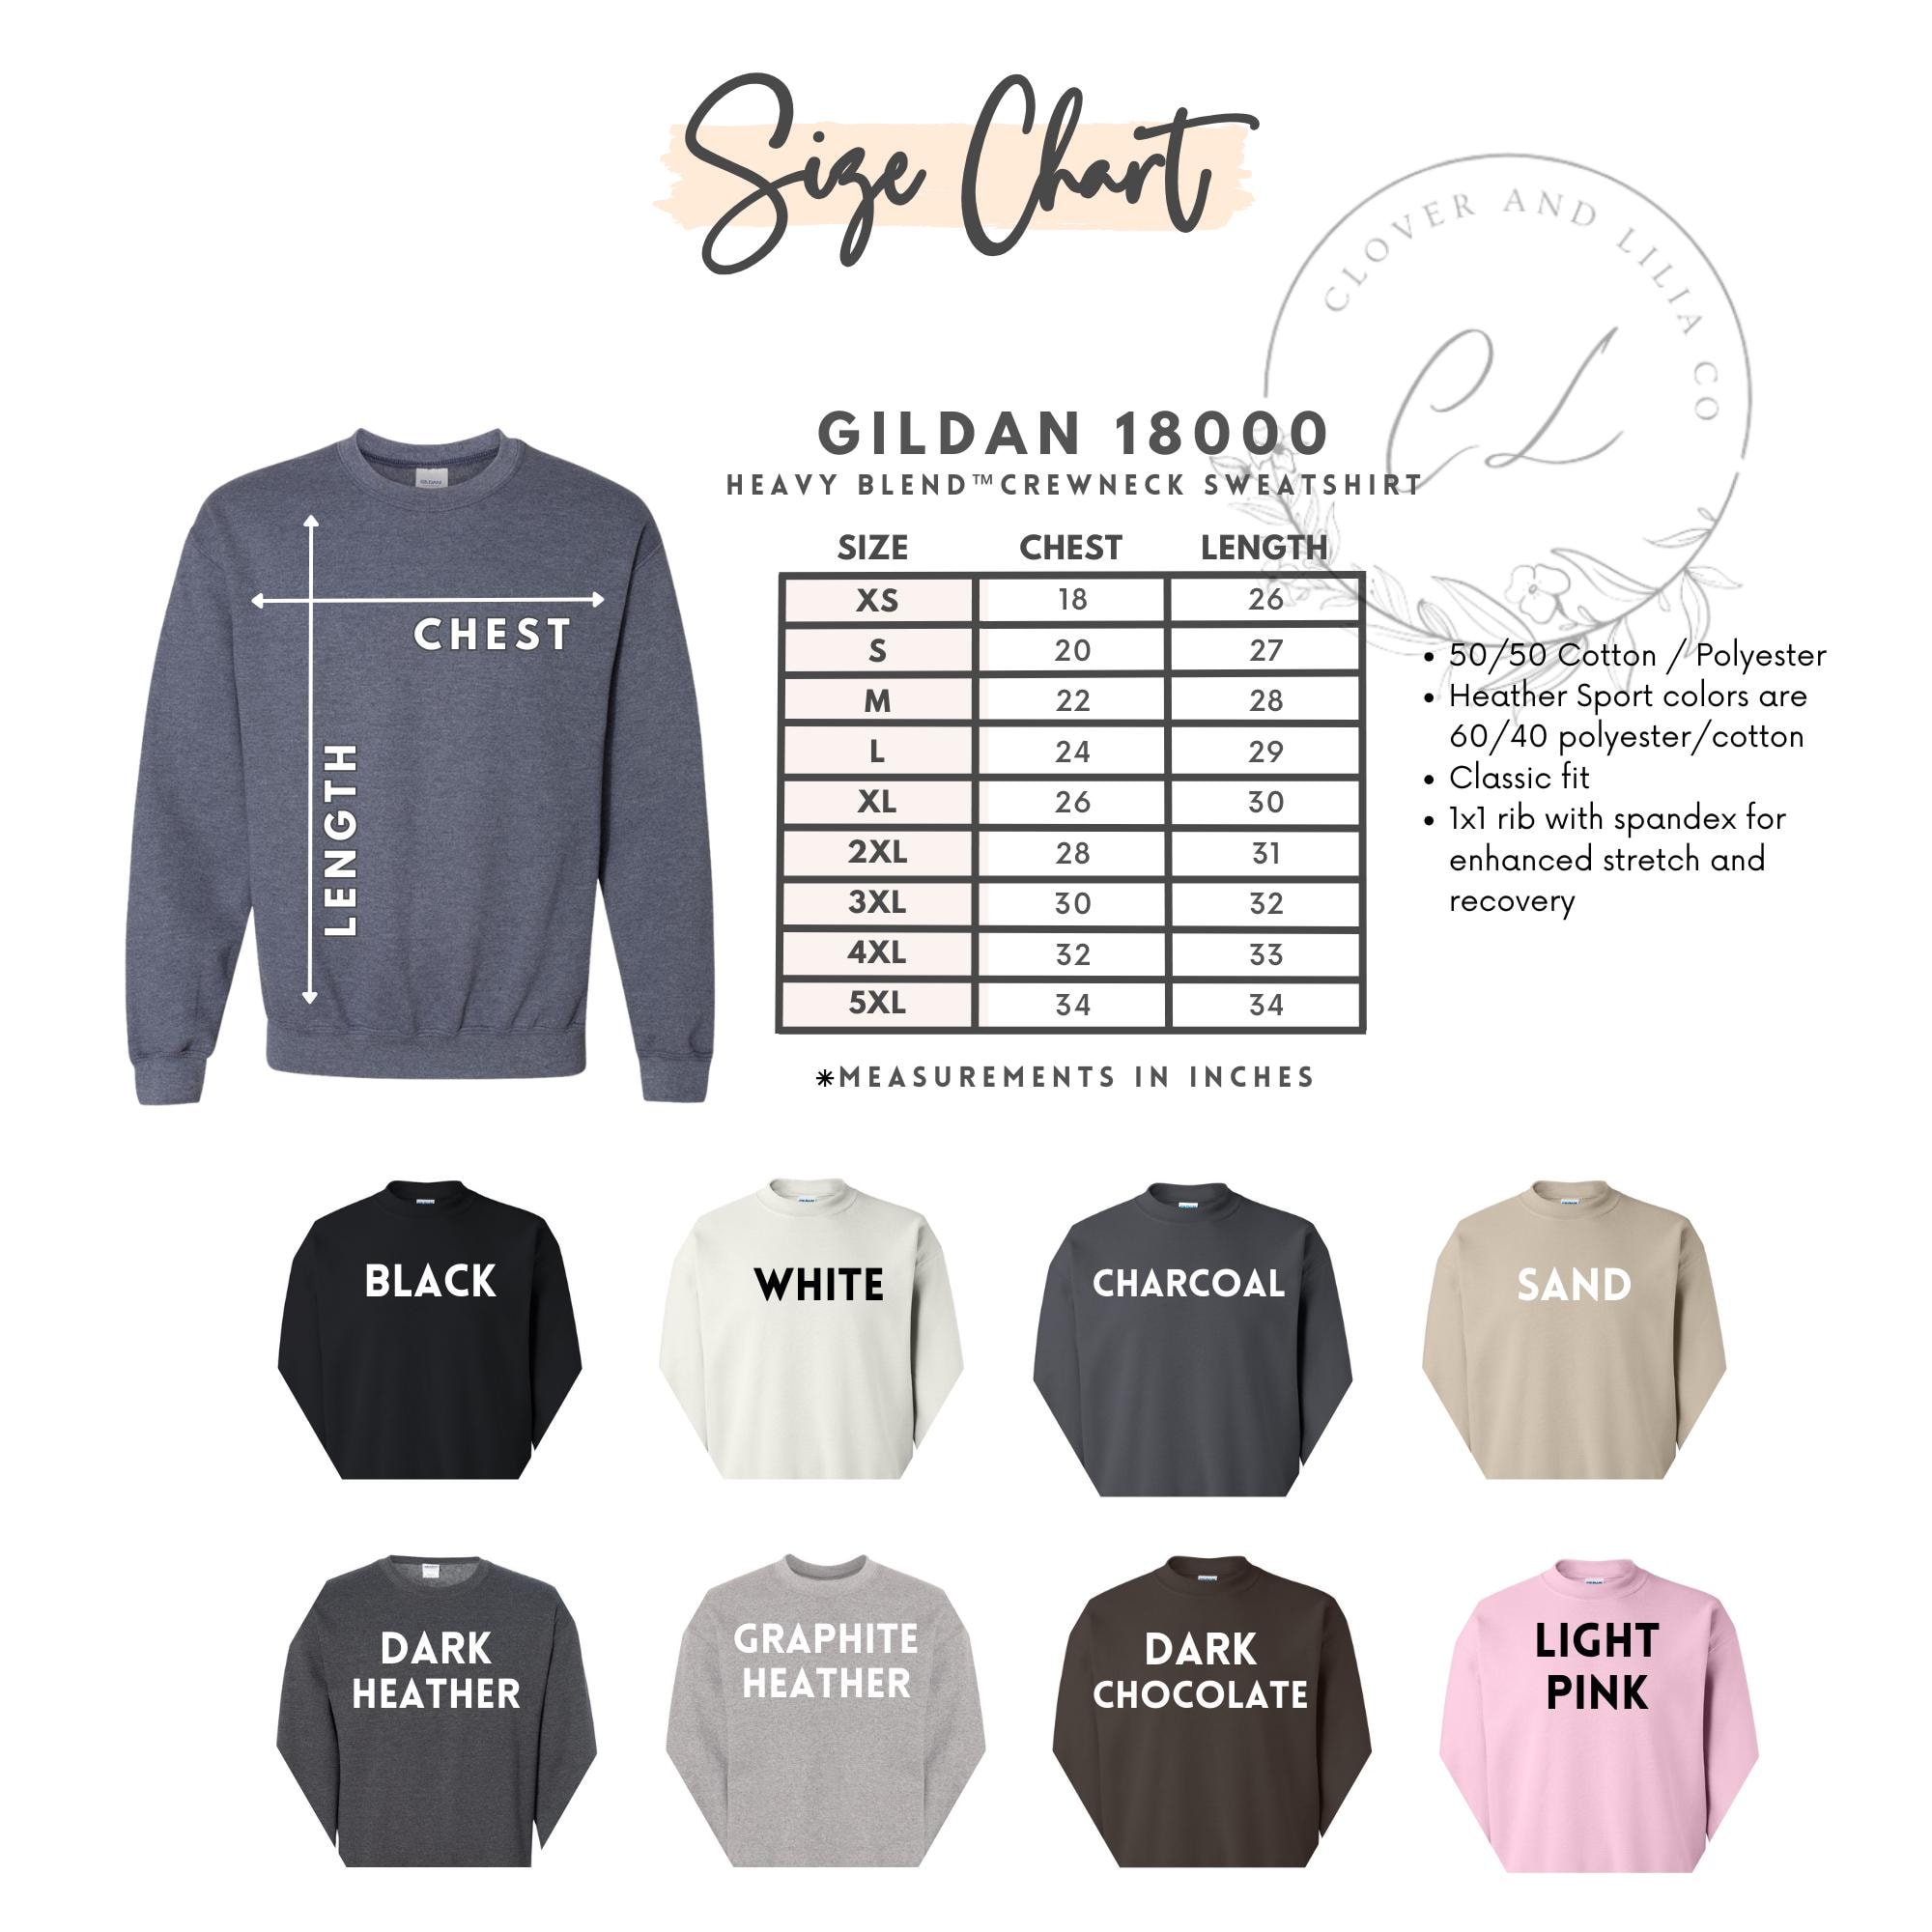 Size Chart
CLOVER AND LILIA CO
CL
GILDAN 18000
HEAVY BLEND™CREWNECK SWEATSHIRT
SIZE CHEST LENGTH
XS 18 26
S 20 27
M 22 28
L 24 29
XL 26 30
2XL 28 31
3XL 30 32
4XL 32 33
5XL 34 34
*MEASUREMENTS IN INCHES
CHEST
LENGTH
• 50/50 Cotton / Polyester
• Heather Sport colors are
60/40 polyester/cotton
• Classic fit
• 1x1 rib with spandex for
enhanced stretch and
recovery
BLACK
WHITE
CHARCOAL
SAND
DARK
HEATHER
GRAPHITE
HEATHER
DARK
CHOCOLATE
LIGHT
PINK